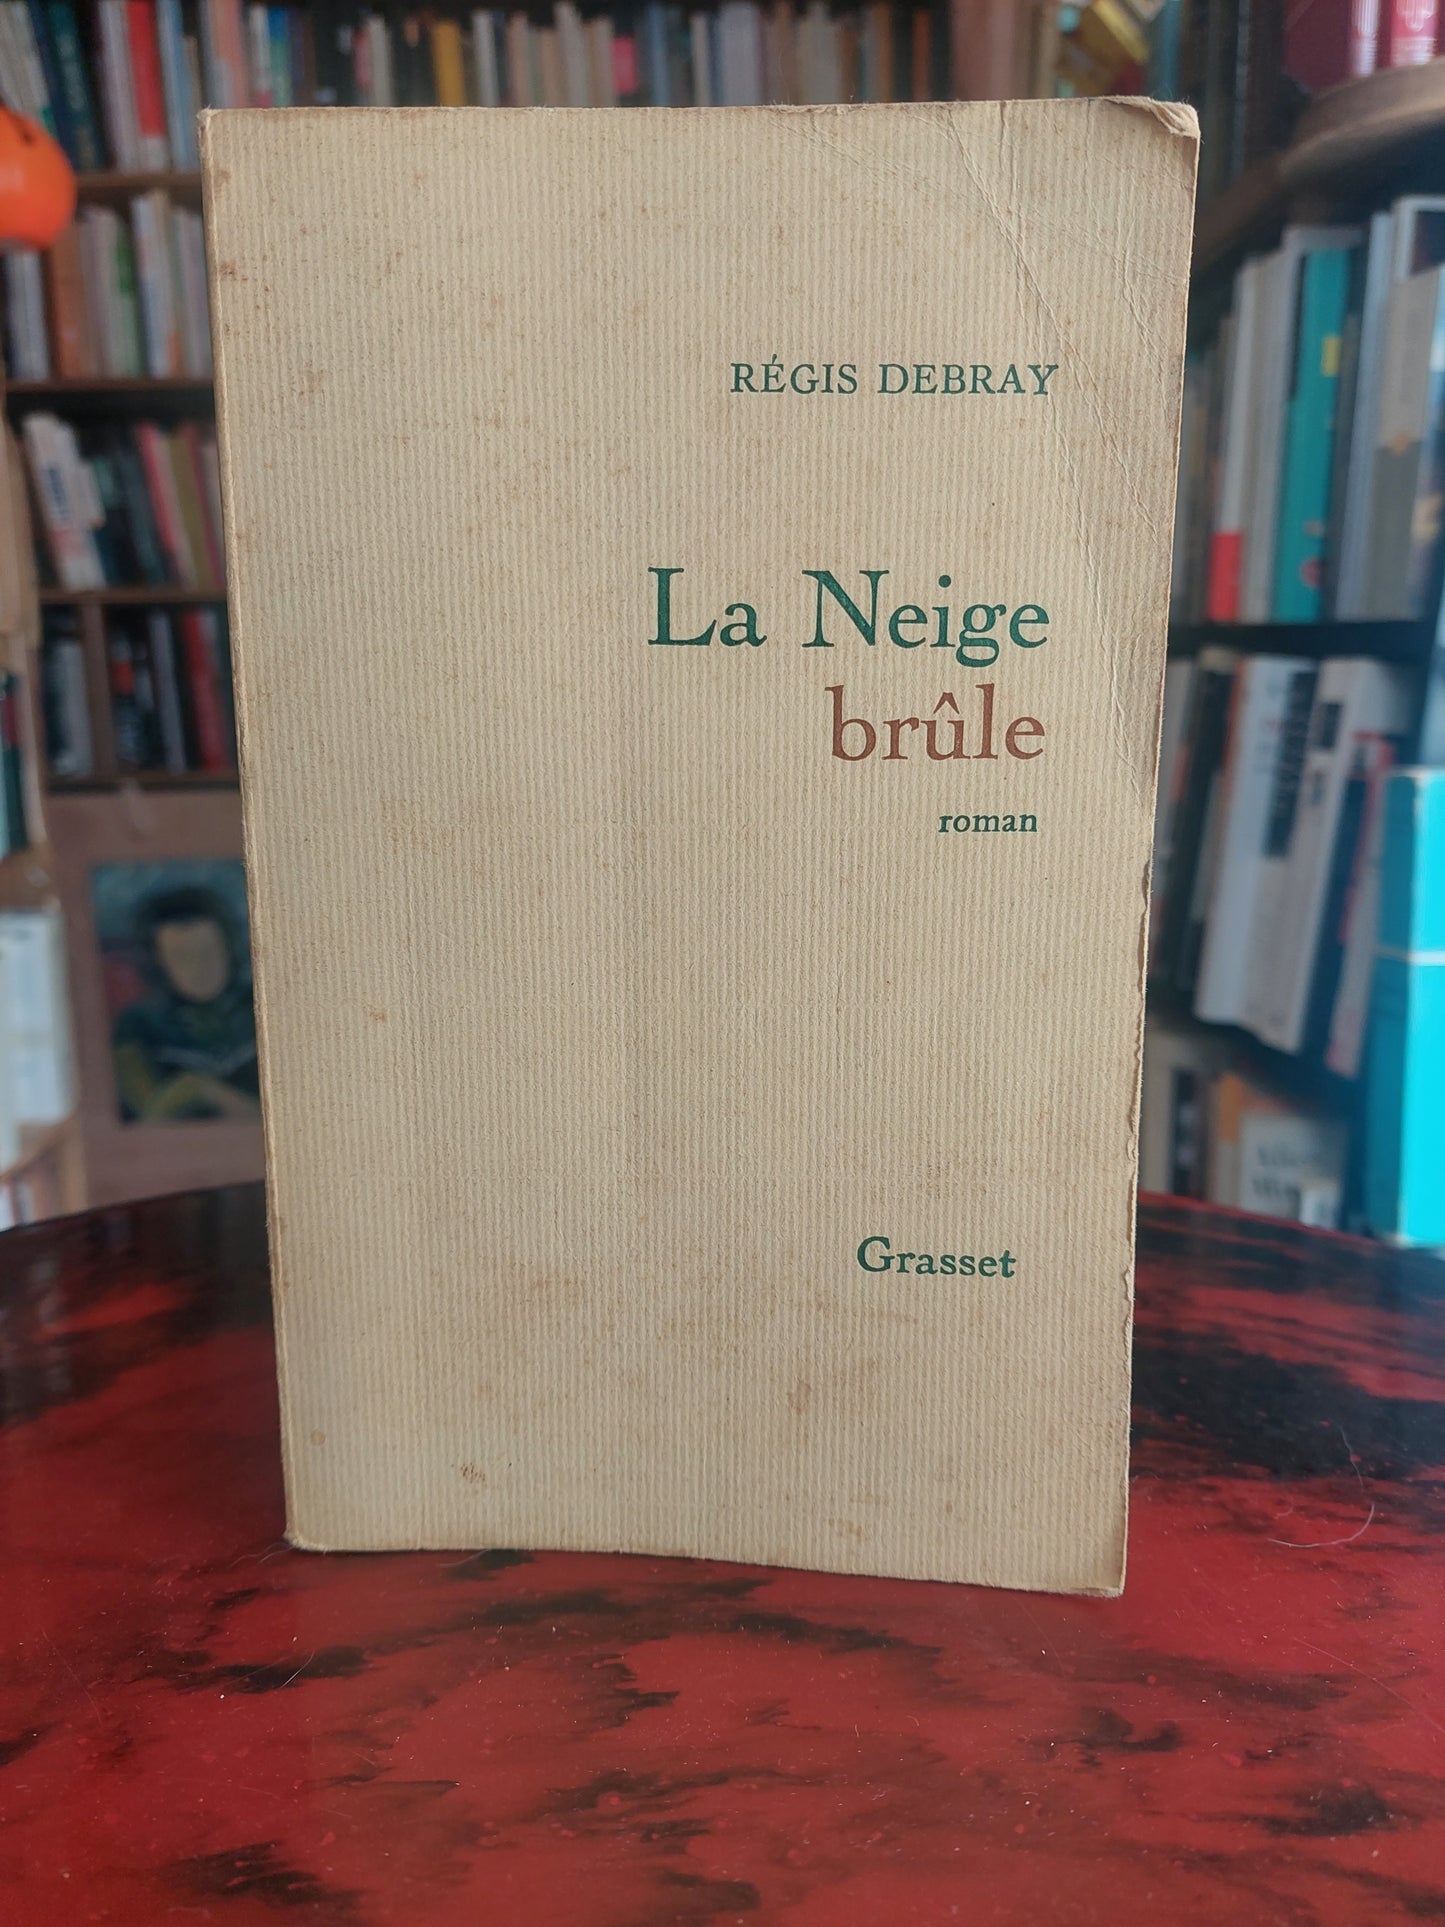 RÉGIS DEBRAY
La Neige
brûle
roman
Grasset